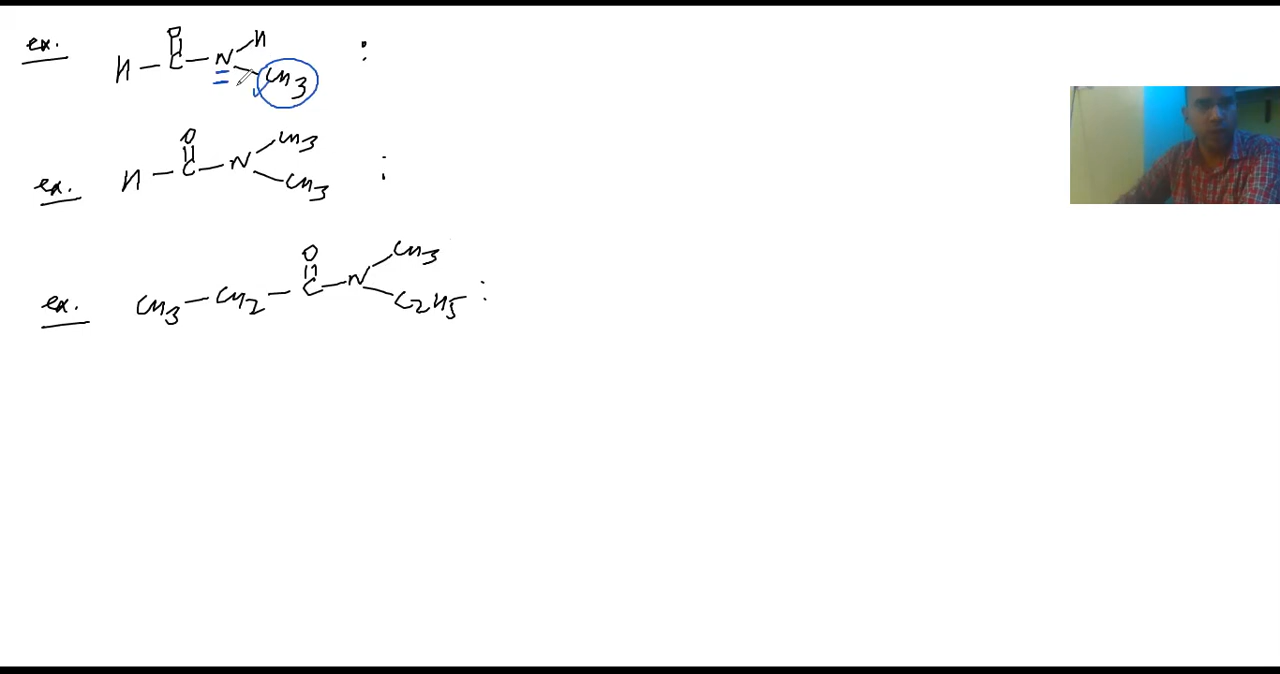 ex. H - C - N H :
O
CH3
O CH3
ex. H - C - N :
CH3
O CH3
ex. CH3 - CH2 - C - N :
C2H5